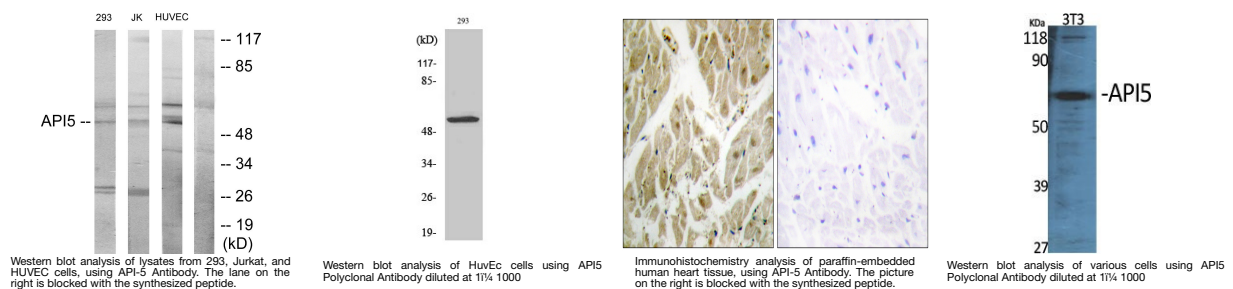 293 JK HUVEC
-- 117
-- 85
API5 --
-- 48
-- 34
-- 26
-- 19
(kD)
Western blot analysis of lysates from 293, Jurkat, and
HUVEC cells, using API-5 Antibody. The lane on the
right is blocked with the synthesized peptide.
293
(kD)
117-
85-
48-
34-
26-
19-
Western blot analysis of HuvEc cells using API5
Polyclonal Antibody diluted at 1ï¼ 1000
Immunohistochemistry analysis of paraffin-embedded
human heart tissue, using API-5 Antibody. The picture
on the right is blocked with the synthesized peptide.
KDa 3T3
118
90
-API5
50
39
27
Western blot analysis of various cells using API5
Polyclonal Antibody diluted at 1ï¼ 1000